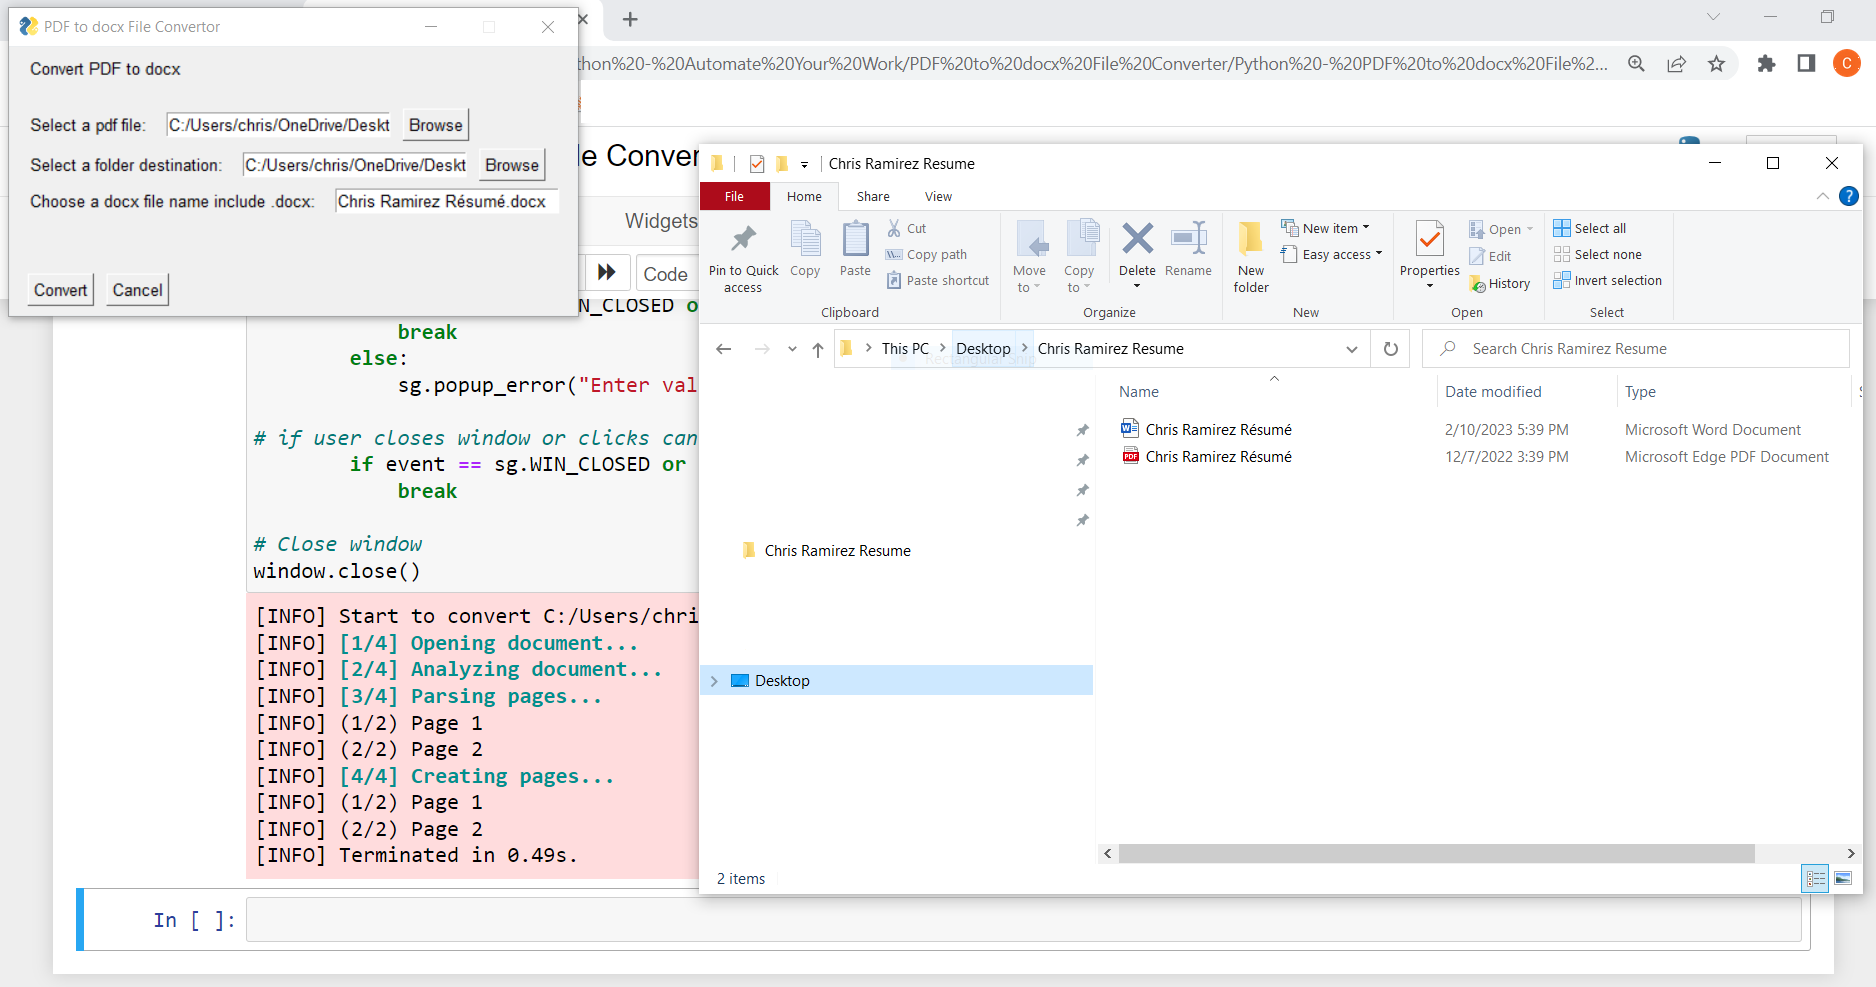 PDF to docx File Convertor
Convert PDF to docx
Select a pdf file: C:/Users/chris/OneDrive/Deskt Browse
Select a folder destination: C:/Users/chris/OneDrive/Deskt Browse
Choose a docx file name include .docx: Chris Ramirez Résumé.docx
Convert Cancel
thon%20-%20Automate%20Your%20Work/PDF%20to%20docx%20File%20Converter/Python%20-%20PDF%20to%20docx%20File%2...
C
le Conver
Widgets
Code
N_CLOSED o
break
else:
sg.popup_error("Enter val
# if user closes window or clicks can
if event == sg.WIN_CLOSED or
break
# Close window
window.close()
[INFO] Start to convert C:/Users/chri
[INFO] [1/4] Opening document...
[INFO] [2/4] Analyzing document...
[INFO] [3/4] Parsing pages...
[INFO] (1/2) Page 1
[INFO] (2/2) Page 2
[INFO] [4/4] Creating pages...
[INFO] (1/2) Page 1
[INFO] (2/2) Page 2
[INFO] Terminated in 0.49s.
In [ ]:
Chris Ramirez Resume
File Home Share View
Pin to Quick access
Copy
Paste
Cut
Copy path
Paste shortcut
Clipboard
Move to
Copy to
Delete
Rename
Organize
New folder
New item
Easy access
New
Properties
Open
Edit
History
Open
Select all
Select none
Invert selection
Select
This PC Desktop Chris Ramirez Resume
Rectangular Snip
Search Chris Ramirez Resume
Name Date modified Type
Chris Ramirez Résumé 2/10/2023 5:39 PM Microsoft Word Document
PDF Chris Ramirez Résumé 12/7/2022 3:39 PM Microsoft Edge PDF Document
Chris Ramirez Resume
Desktop
2 items